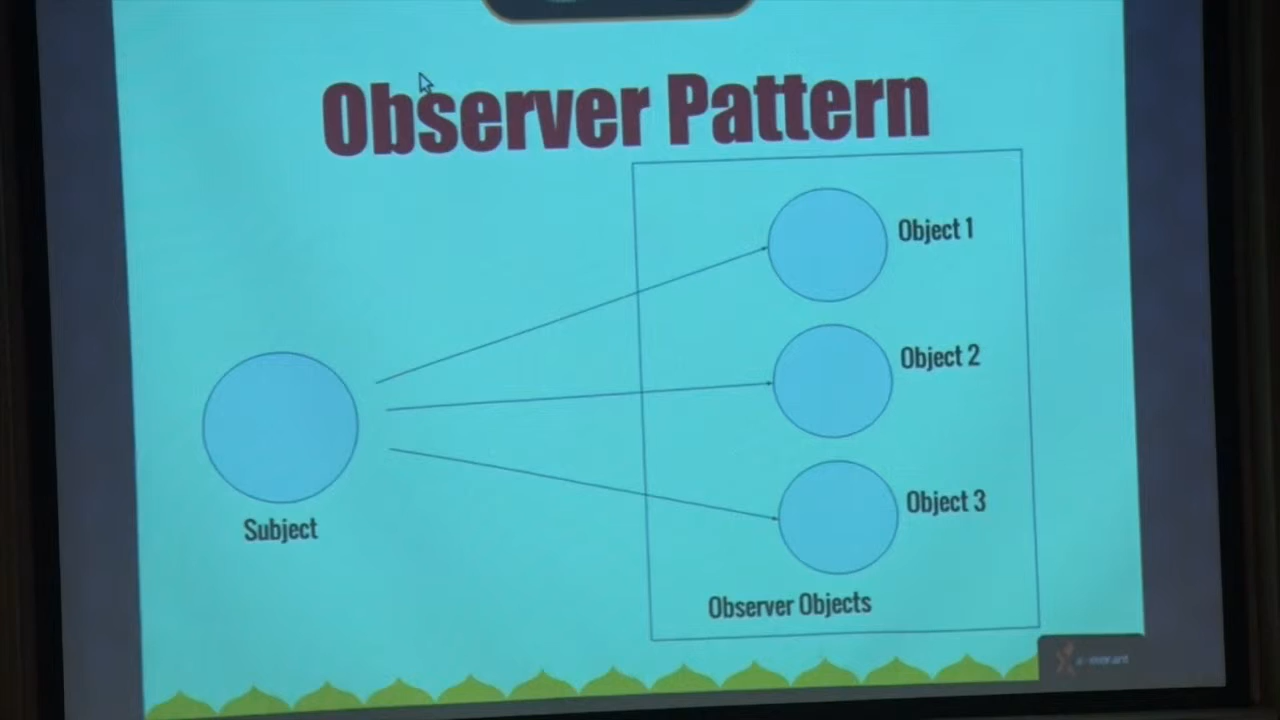 Observer Pattern
Object 1
Object 2
Subject
Object 3
Observer Objects